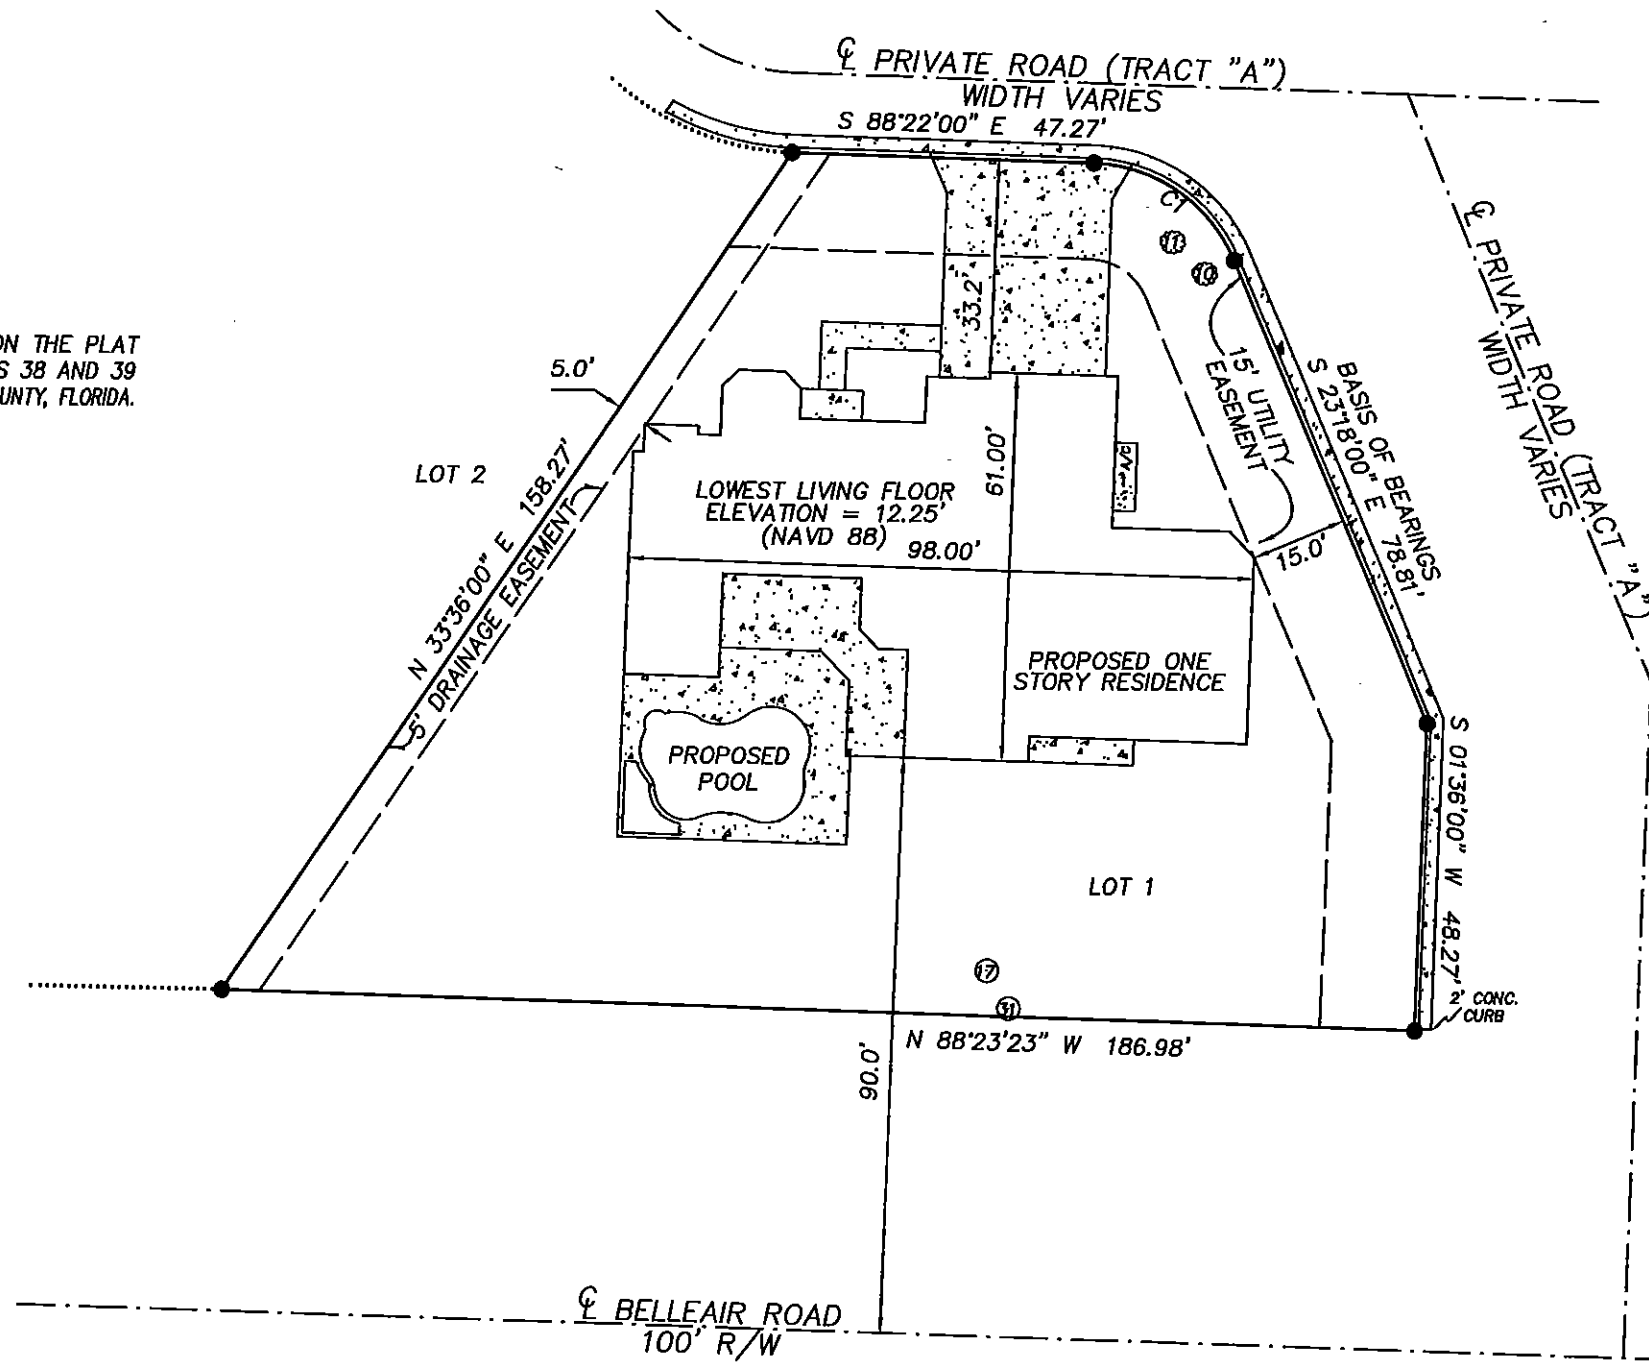 ℄ PRIVATE ROAD (TRACT "A")
WIDTH VARIES
S 88°22'00" E 47.27'
C1
11
10
℄ PRIVATE ROAD (TRACT "A")
WIDTH VARIES
ON THE PLAT
S 38 AND 39
UNTY, FLORIDA.
5.0'
33.2'
15' UTILITY
EASEMENT
BASIS OF BEARINGS
S 23°18'00" E 78.81'
LOT 2
N 33°36'00" E 158.27'
5' DRAINAGE EASEMENT
LOWEST LIVING FLOOR
ELEVATION = 12.25'
(NAVD 88)
98.00'
61.00'
A/C
15.0'
PROPOSED ONE
STORY RESIDENCE
PROPOSED
POOL
S 01°36'00" W 48.27'
LOT 1
17
31
2' CONC.
CURB
N 88°23'23" W 186.98'
90.0'
℄ BELLEAIR ROAD
100' R/W